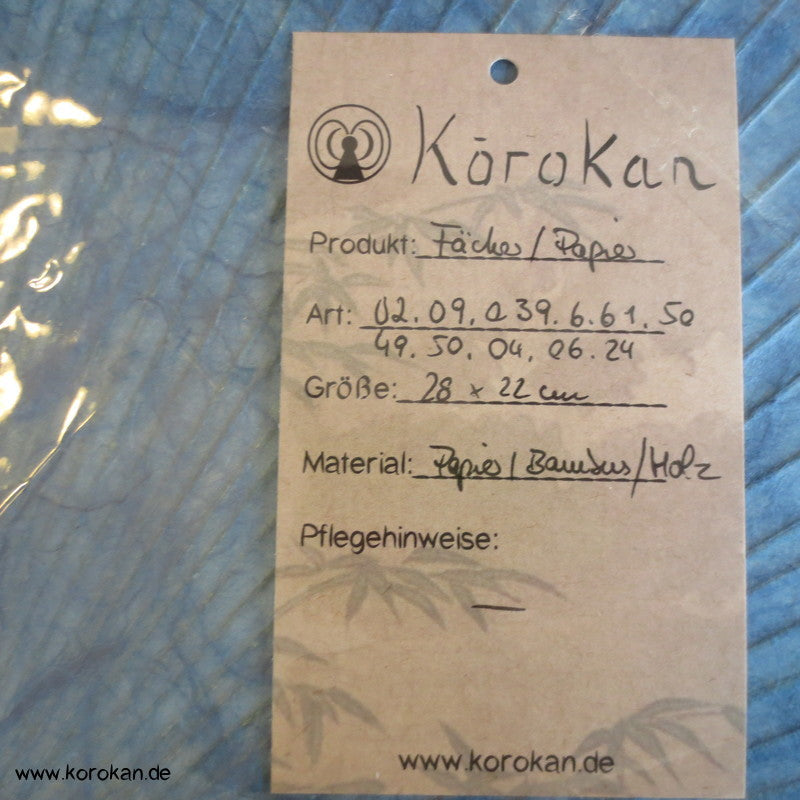 Kōrokan
Produkt: Fächer/Papier
Art: 02.09.039.6.61.50
49.50.04.06.24
Größe: 28 x 22 cm
Material: Papier/Bambus/Holz
Pflegehinweise:
—
www.korokan.de
www.korokan.de